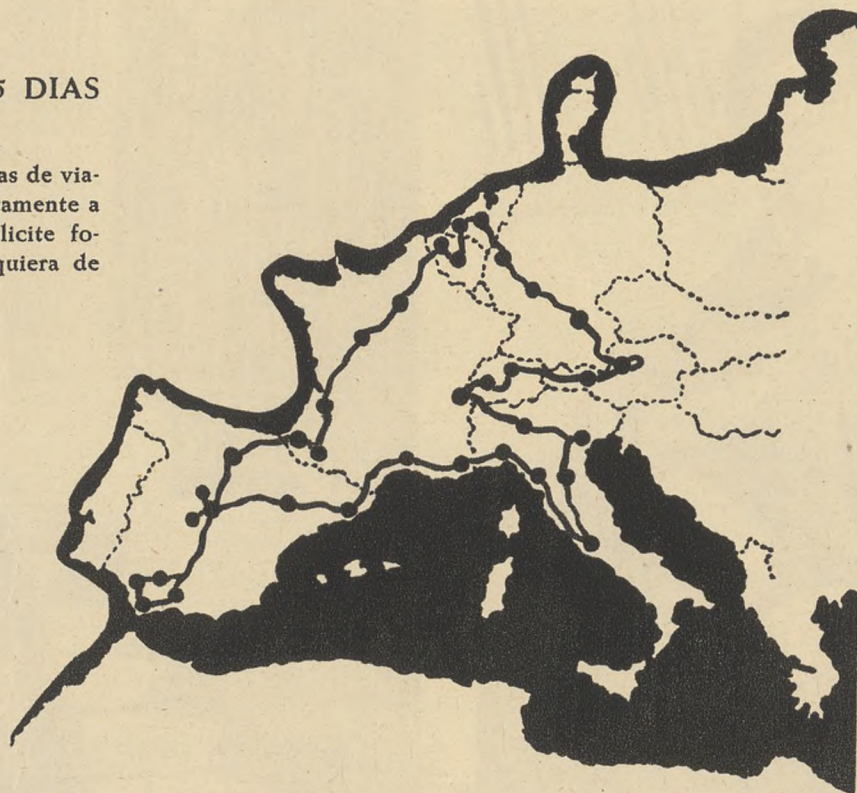 5 DIAS
as de via-
amente a
licite fo-
quiera de